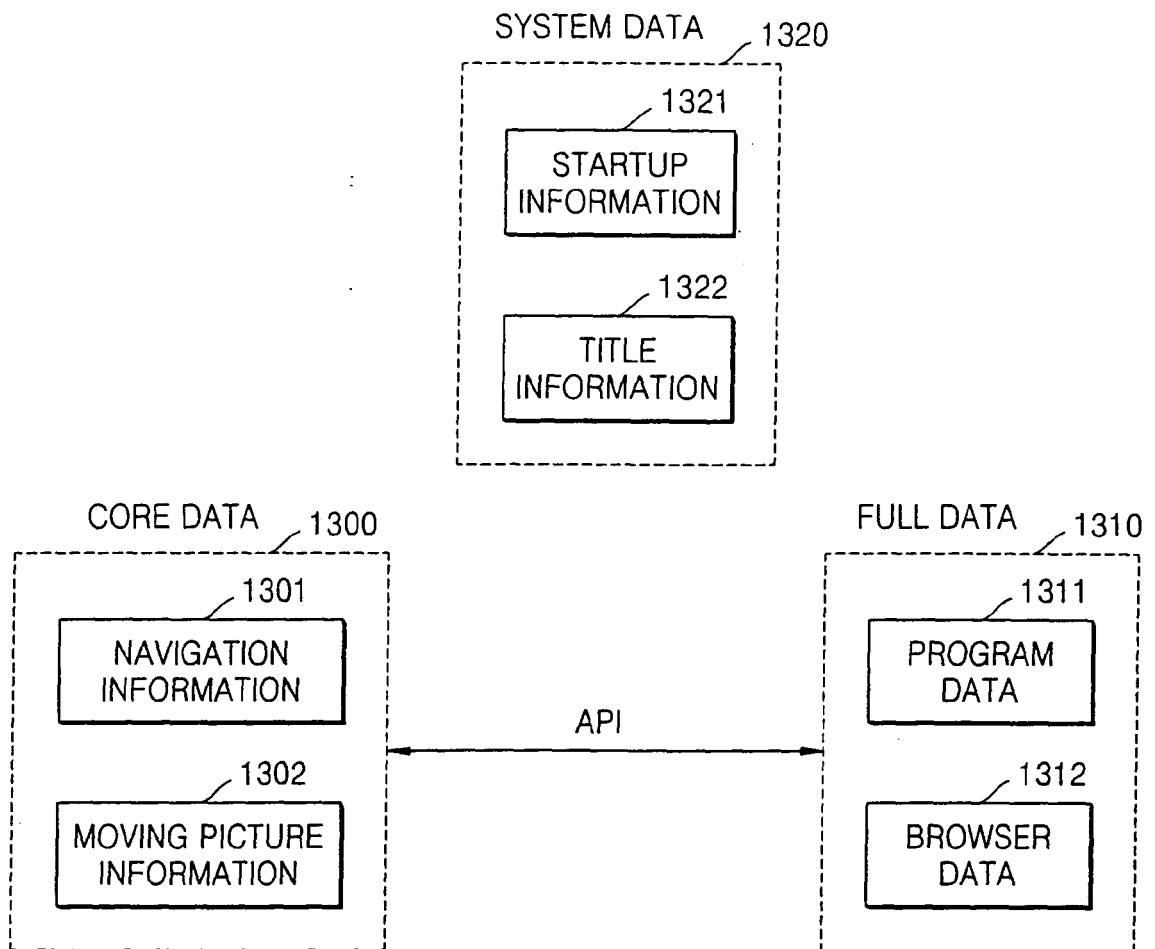 SYSTEM DATA
1320
1321
STARTUP
INFORMATION
1322
TITLE
INFORMATION
CORE DATA
1300
1301
NAVIGATION
INFORMATION
1302
MOVING PICTURE
INFORMATION
API
FULL DATA
1310
1311
PROGRAM
DATA
1312
BROWSER
DATA